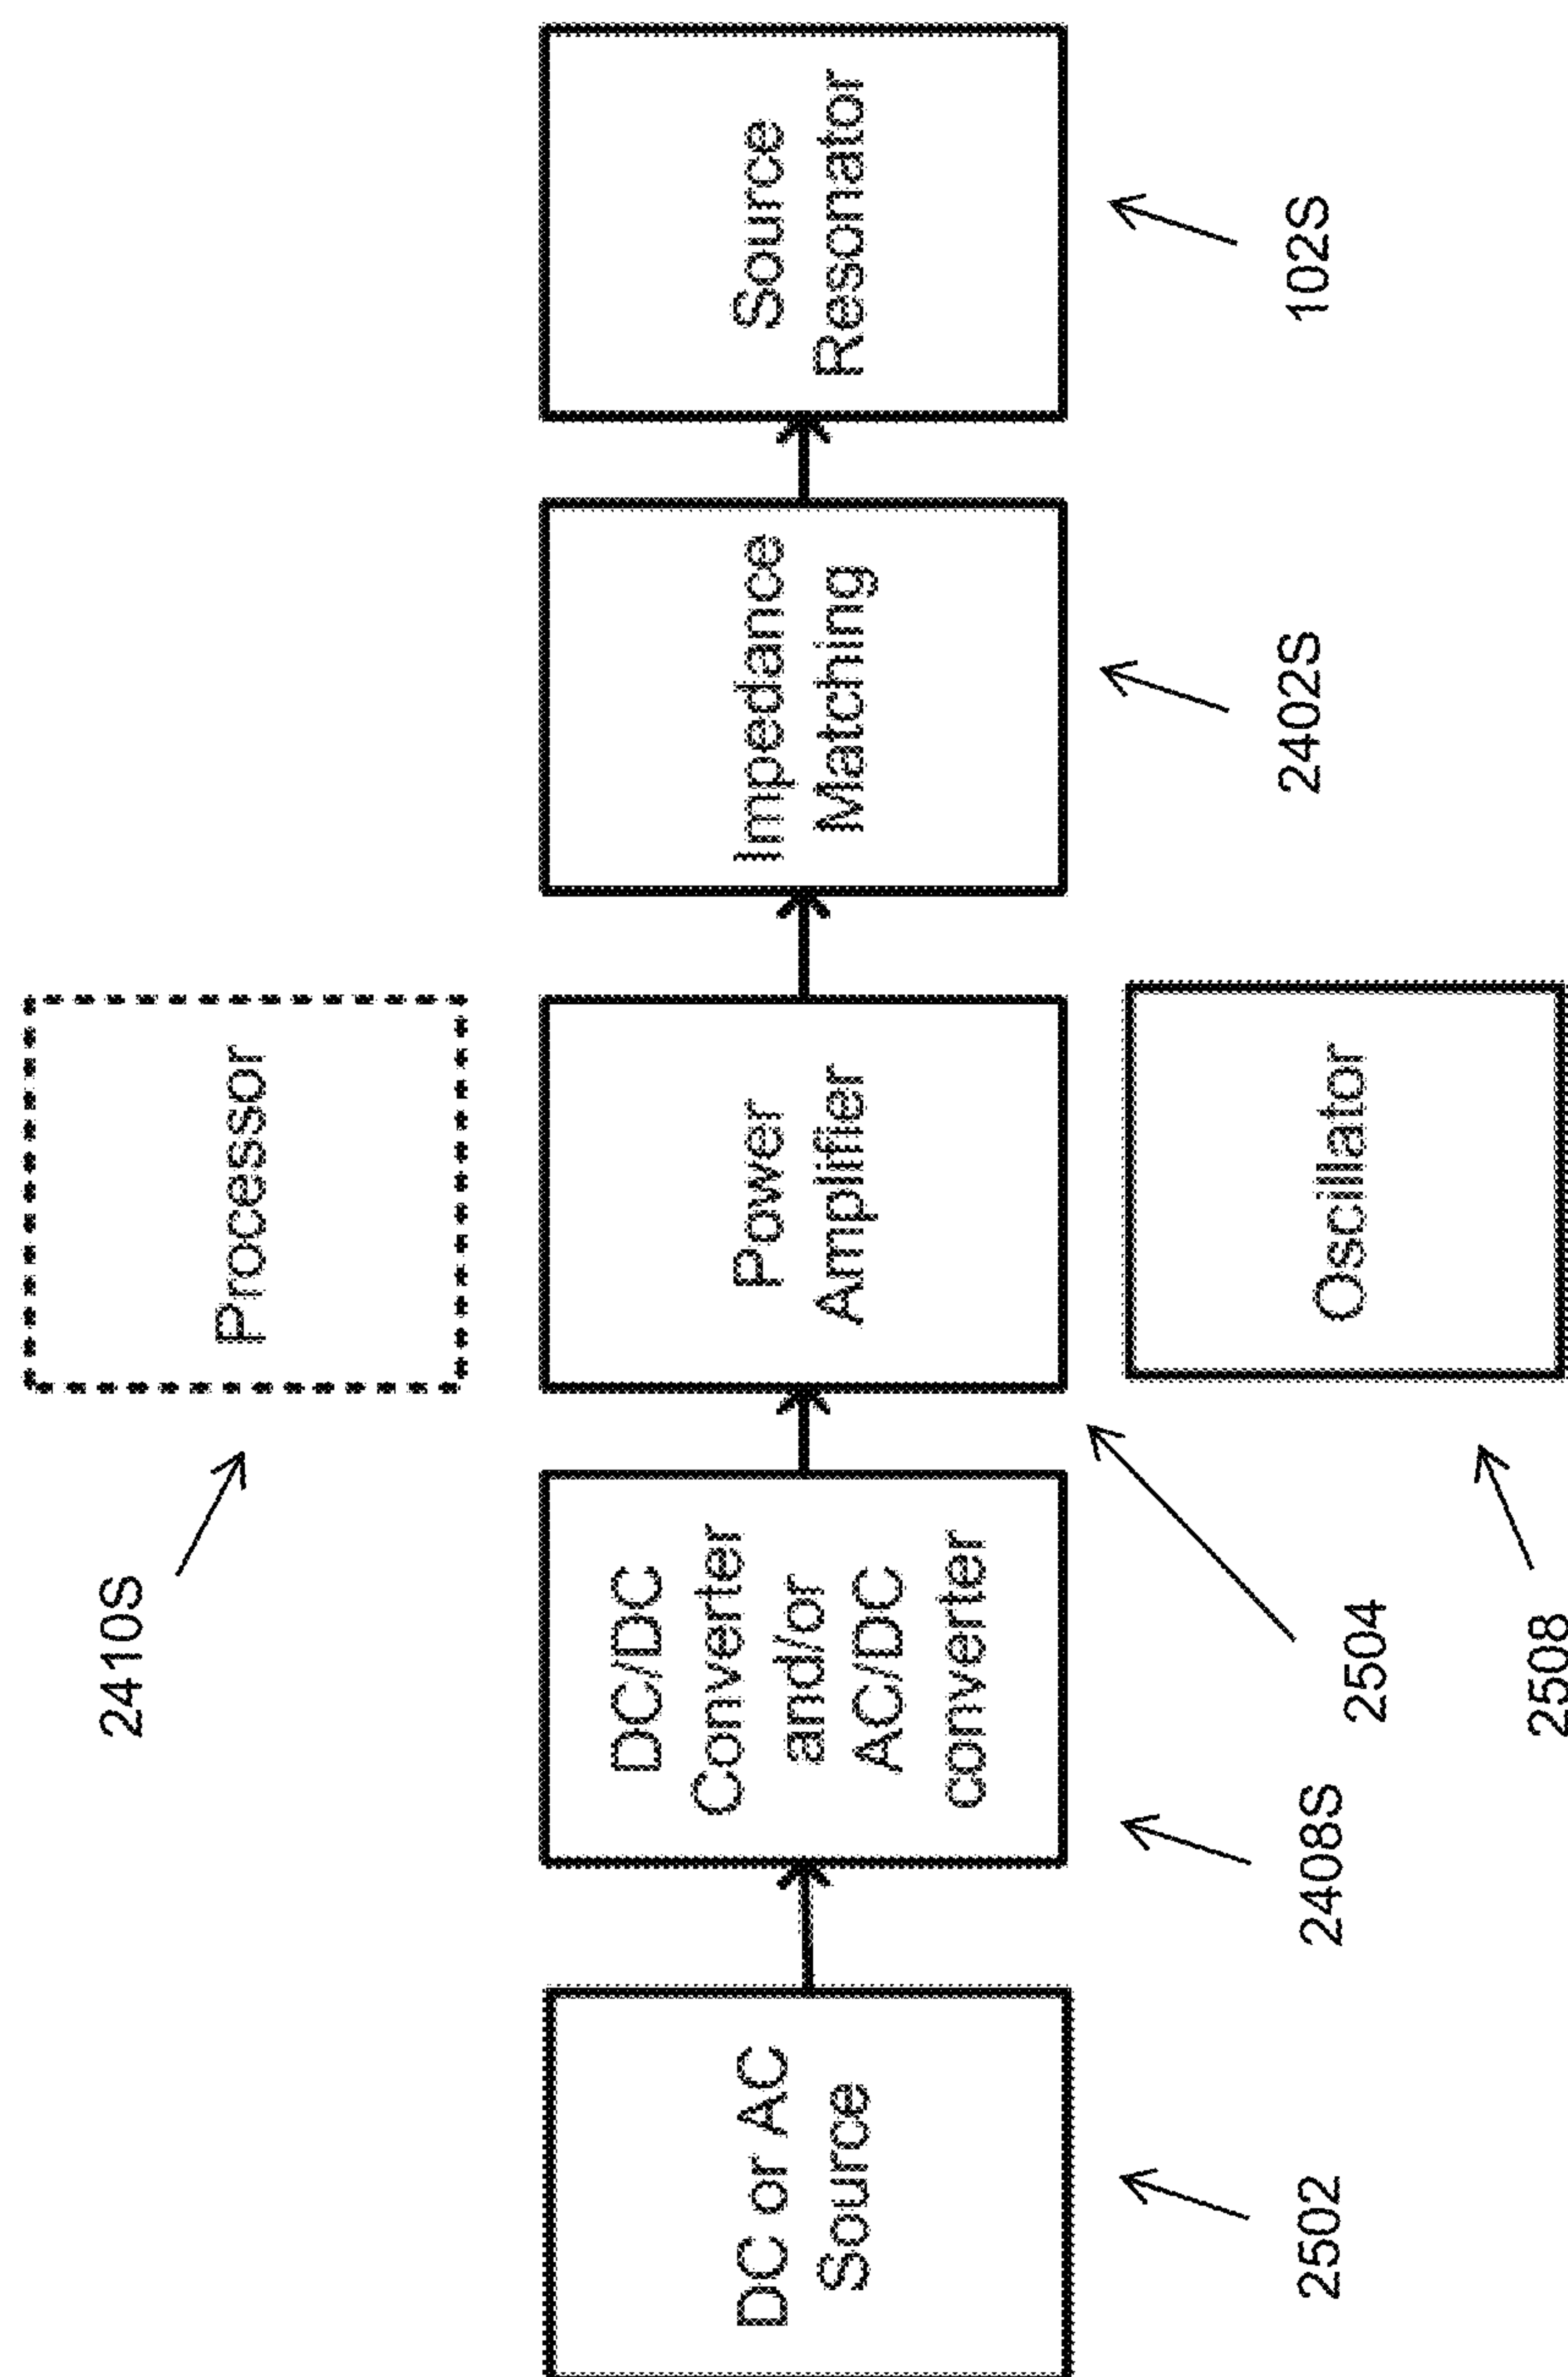 2410S
Processor
DC or AC
Source
DC/DC
Converter
and/or
AC/DC
converter
Power
Amplifier
Impedance
Matching
Source
Resonator
2502
2408S
2504
2402S
102S
Oscillator
2508